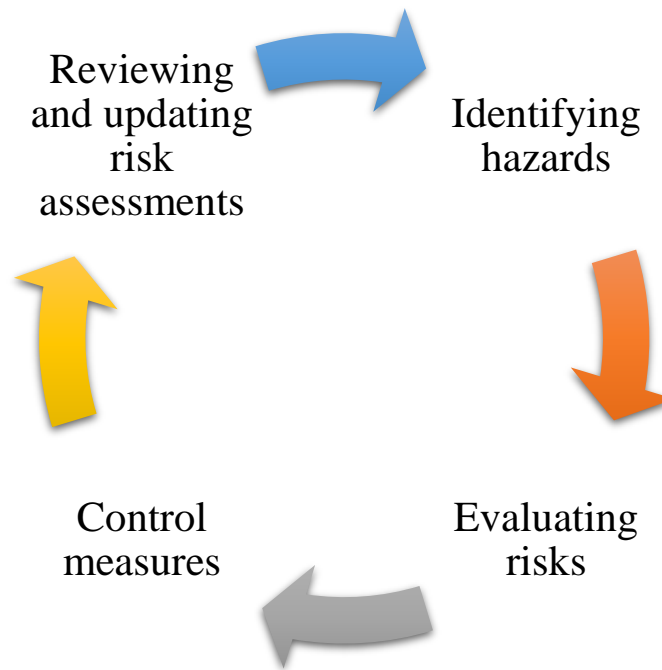 Reviewing
and updating
risk
assessments
Identifying
hazards
Evaluating
risks
Control
measures